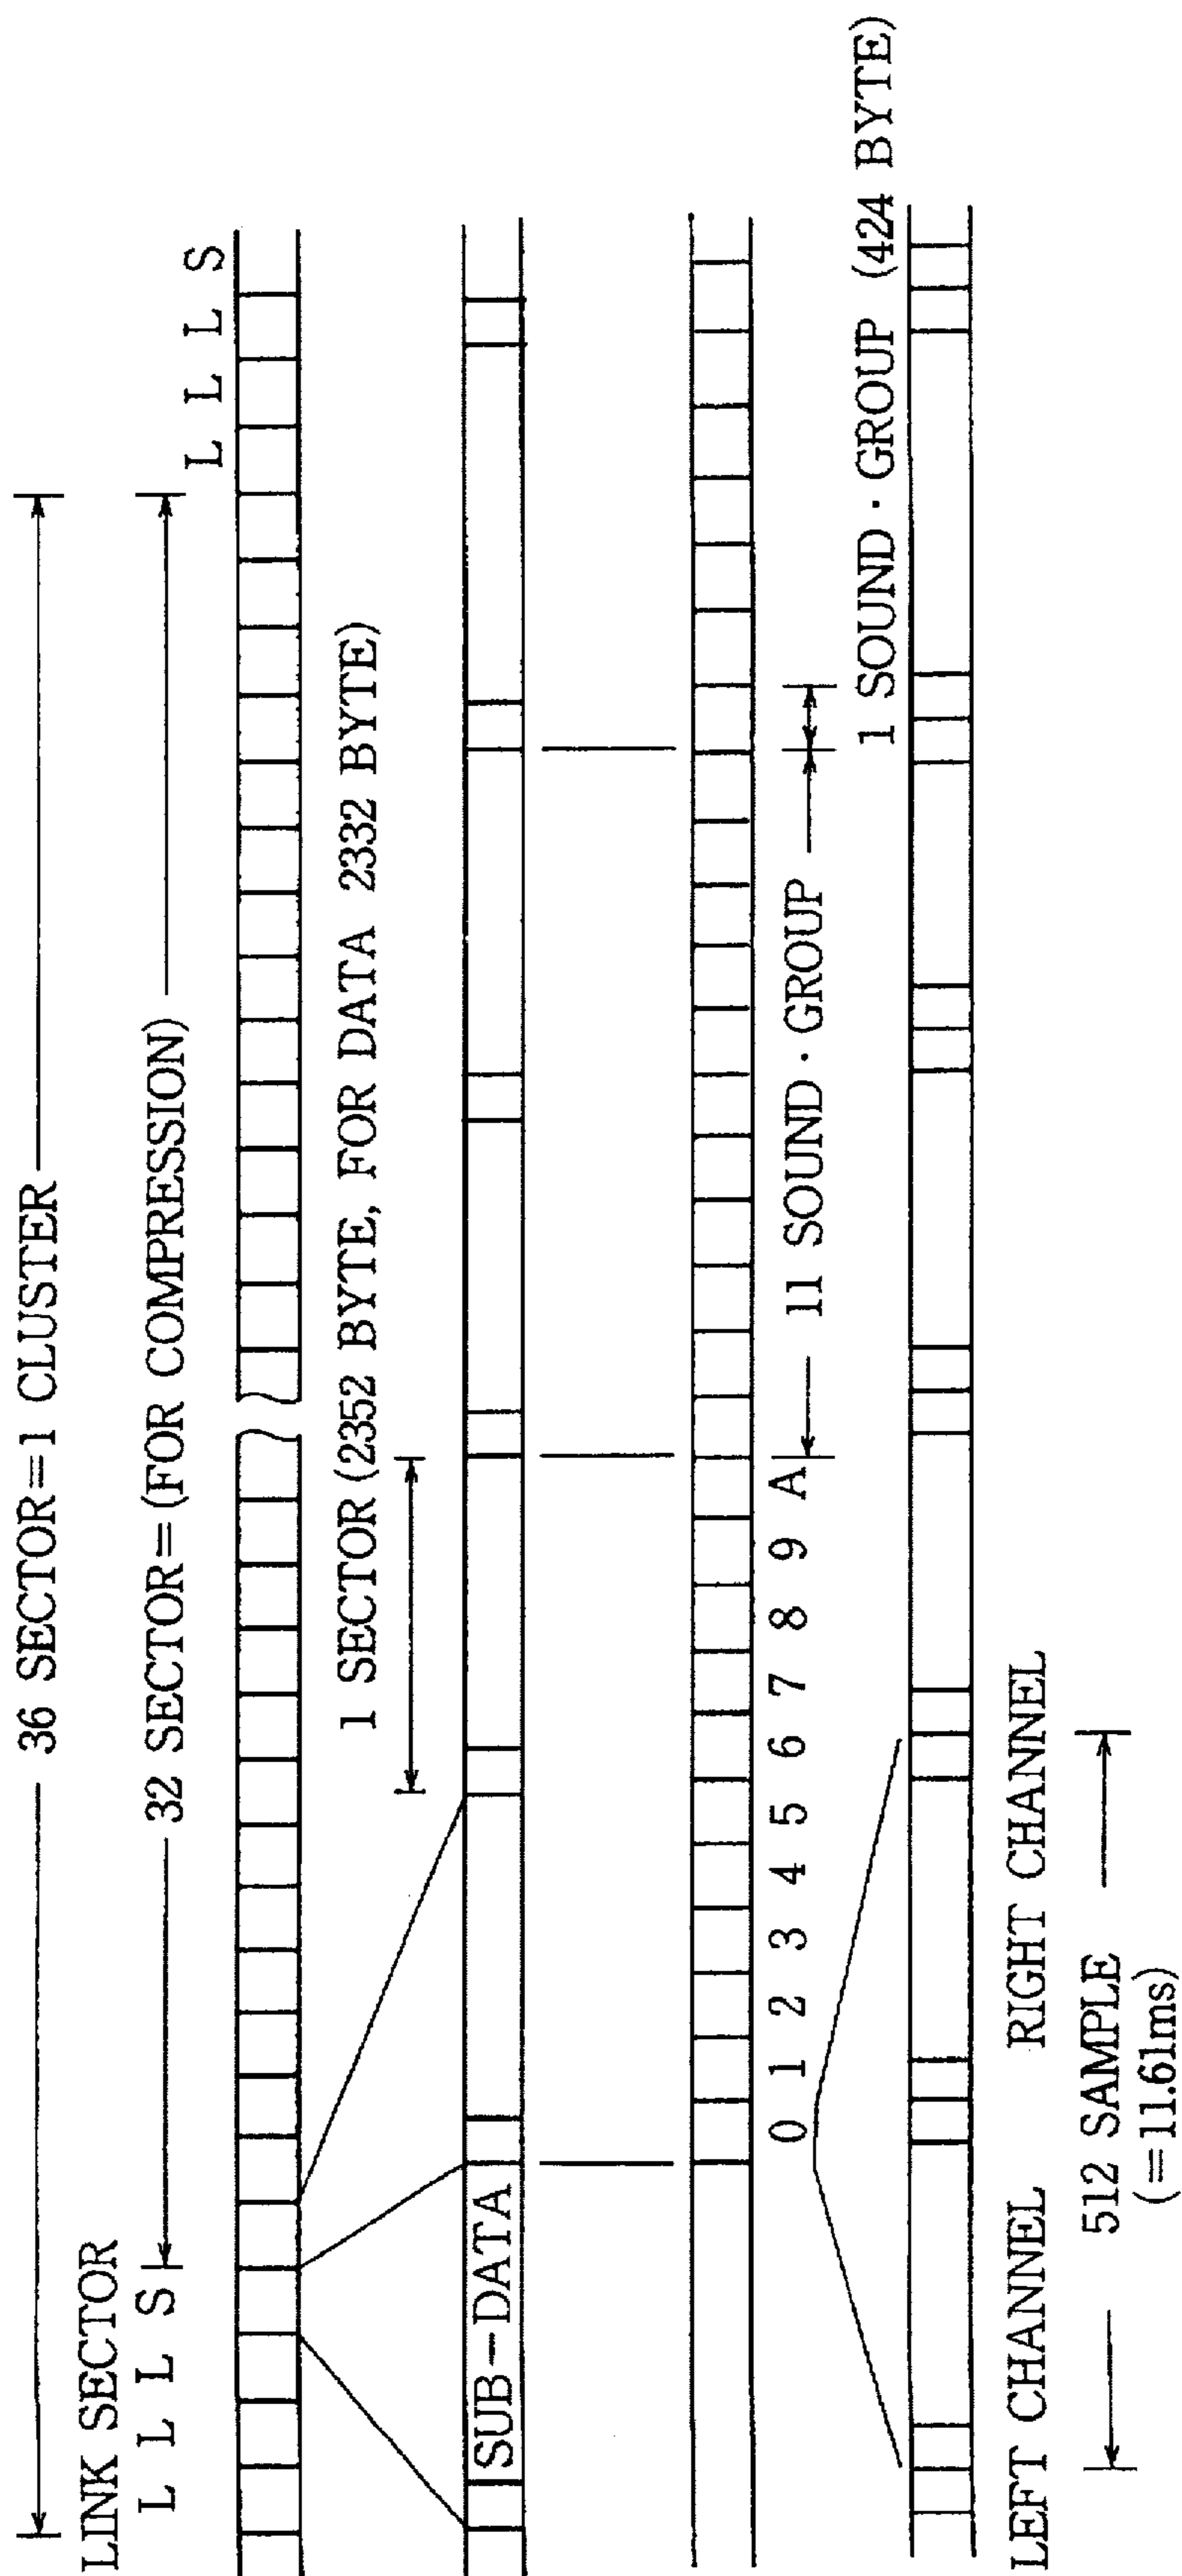 36 SECTOR=1 CLUSTER
LINK SECTOR
32 SECTOR=(FOR COMPRESSION)
L L L S
L L L S
1 SECTOR (2352 BYTE, FOR DATA 2332 BYTE)
SUB-DATA
0 1 2 3 4 5 6 7 8 9 A
11 SOUND·GROUP
1 SOUND·GROUP (424 BYTE)
LEFT CHANNEL
RIGHT CHANNEL
512 SAMPLE
(=11.61ms)